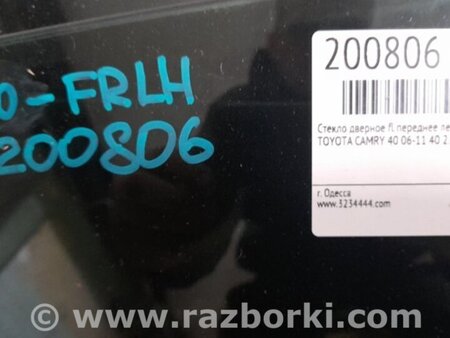 0-FRLH
200806
200806
Стекло дверное fl переднее ле
TOYOTA CAMRY 40 06-11 40 2.
г. Одесса
www.3234444.com
www.razborki.com